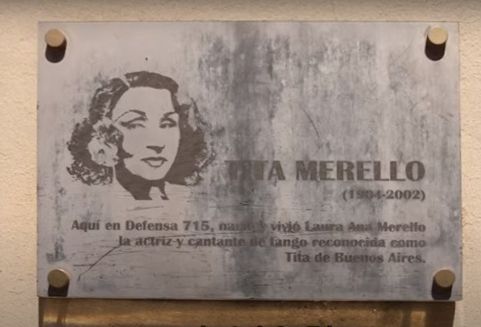 TITA MERELLO
(1904-2002)
Aquí en Defensa 715, nació y vivió Laura Ana Merello
la actriz y cantante de tango reconocida como
Tita de Buenos Aires.